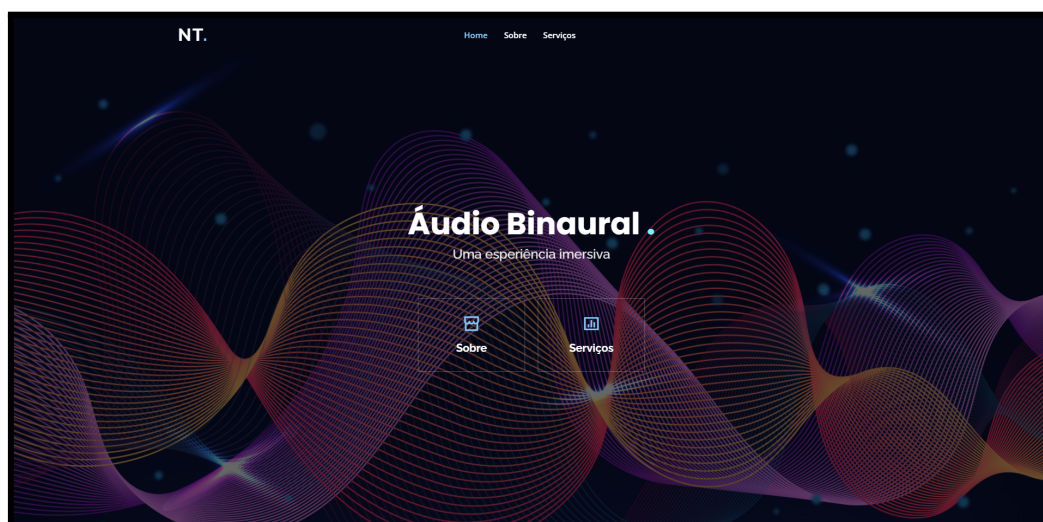 NT.
Home Sobre Serviços
Áudio Binaural .
Uma esperiência imersiva
Sobre
Serviços